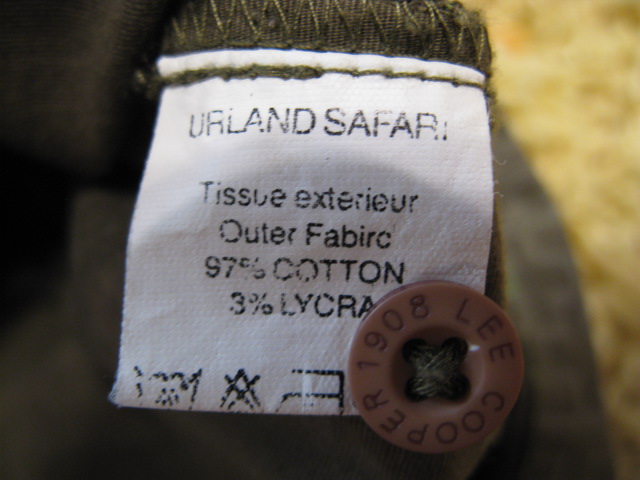 URLAND SAFARI
Tissue exterieur
Outer Fabirc
97% COTTON
3% LYCRA
1908 LEE COOPER